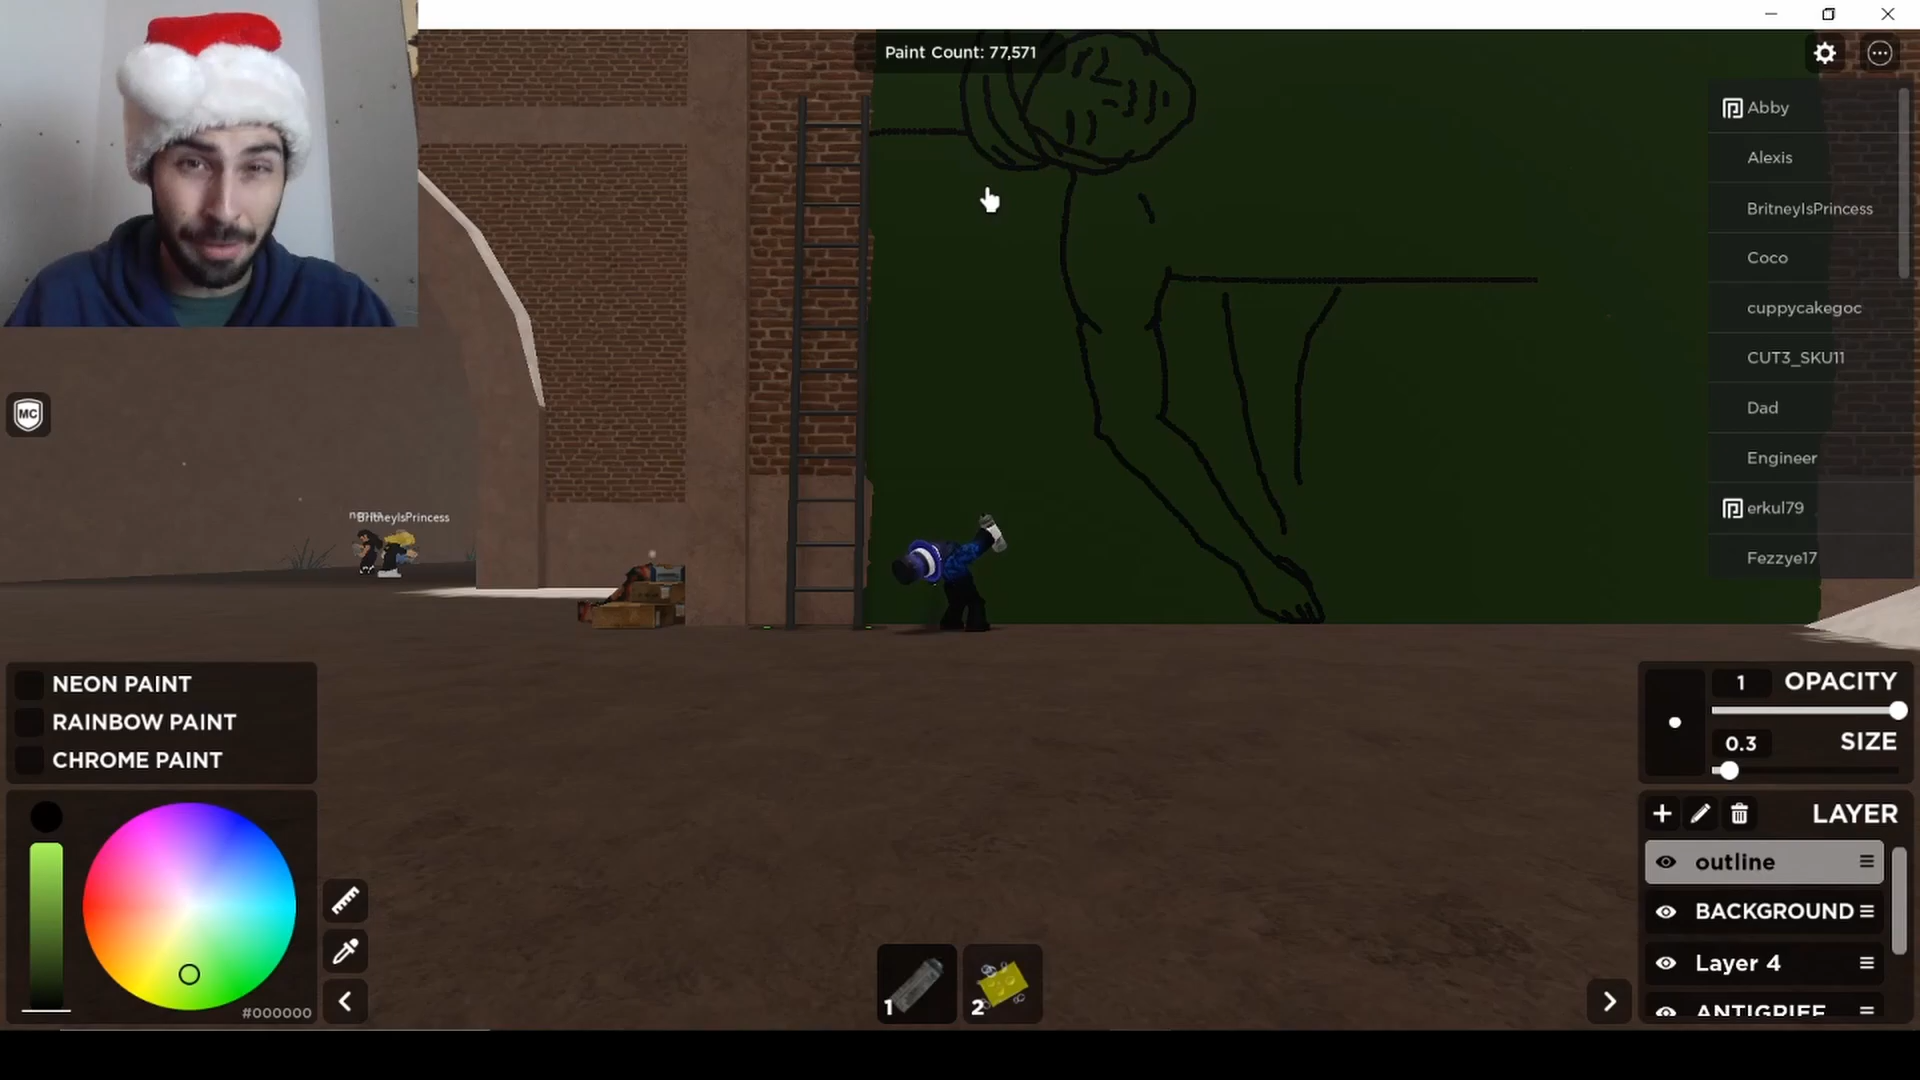 Paint Count: 77,571
Abby
Alexis
BritneyIsPrincess
Coco
cuppycakegoc
CUT3_SKU11
Dad
Engineer
erkul79
Fezzye17
MC
BritneyIsPrincess
NEON PAINT
RAINBOW PAINT
CHROME PAINT
1 OPACITY
0.3 SIZE
LAYER
outline
BACKGROUND
Layer 4
ANTIGRIEF
#000000
1
2